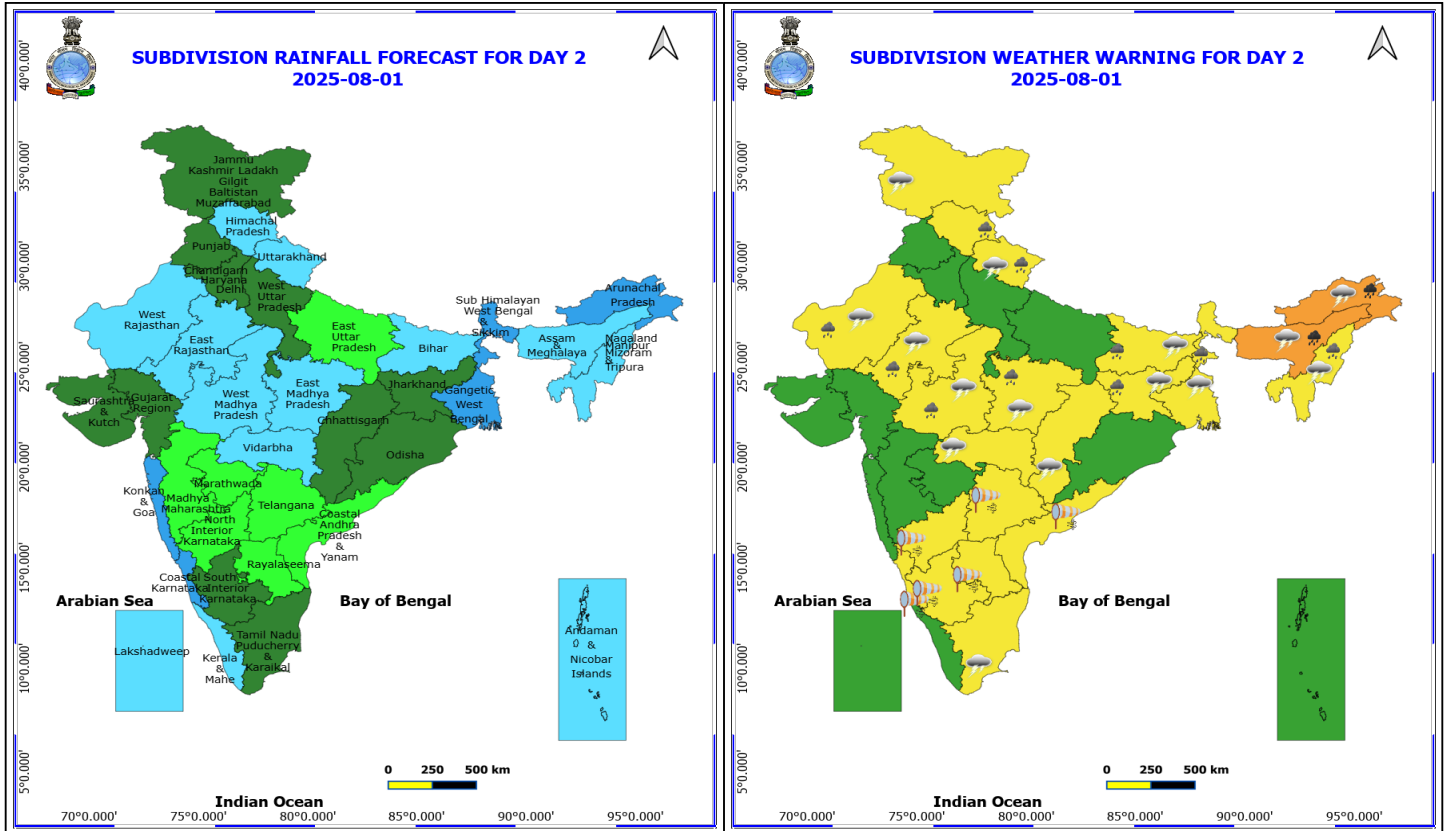 SUBDIVISION RAINFALL FORECAST FOR DAY 2
2025-08-01
40°0.000'
35°0.000'
30°0.000'
25°0.000'
20°0.000'
15°0.000'
10°0.000'
5°0.000'
Jammu
Kashmir Ladakh
Gilgit
Baltistan
Muzaffarabad
Himachal
Pradesh
Punjab
Uttarakhand
Chandigarh
Haryana
Delhi
West
Uttar
Pradesh
West
Rajasthan
East
Rajasthan
East
Uttar
Pradesh
Bihar
Sub Himalayan
West Bengal
&
Sikkim
Arunachal
Pradesh
Assam
&
Meghalaya
Nagaland
Manipur
Mizoram
&
Tripura
Saurashtra
&
Kutch
Gujarat
Region
West
Madhya
Pradesh
East
Madhya
Pradesh
Jharkhand
Gangetic
West
Bengal
Chhattisgarh
Odisha
Vidarbha
Konkan
&
Goa
Madhya
Maharashtra
Marathwada
Telangana
North
Interior
Karnataka
Coastal
Andhra
Pradesh
&
Yanam
Rayalaseema
Coastal
Karnataka
South
Interior
Karnataka
Arabian Sea
Bay of Bengal
Lakshadweep
Kerala
&
Mahe
Tamil Nadu
Puducherry
&
Karaikal
Andaman
&
Nicobar
Islands
0 250 500 km
Indian Ocean
70°0.000' 75°0.000' 80°0.000' 85°0.000' 90°0.000' 95°0.000'
SUBDIVISION WEATHER WARNING FOR DAY 2
2025-08-01
40°0.000'
35°0.000'
30°0.000'
25°0.000'
20°0.000'
15°0.000'
10°0.000'
5°0.000'
Arabian Sea
Bay of Bengal
0 250 500 km
Indian Ocean
70°0.000' 75°0.000' 80°0.000' 85°0.000' 90°0.000' 95°0.000'